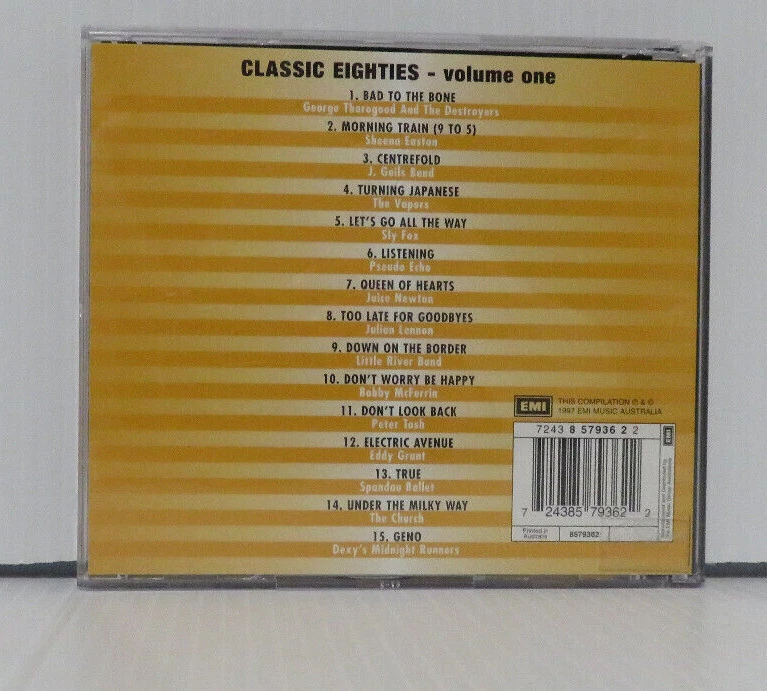 CLASSIC EIGHTIES - volume one
1. BAD TO THE BONE
George Thorogood And The Destroyers
2. MORNING TRAIN (9 TO 5)
Sheena Easton
3. CENTREFOLD
J. Geils Band
4. TURNING JAPANESE
The Vapors
5. LET'S GO ALL THE WAY
Sly Fox
6. LISTENING
Pseudo Echo
7. QUEEN OF HEARTS
Juice Newton
8. TOO LATE FOR GOODBYES
Julian Lennon
9. DOWN ON THE BORDER
Little River Band
10. DON'T WORRY BE HAPPY
Bobby McFerrin
11. DON'T LOOK BACK
Peter Tosh
12. ELECTRIC AVENUE
Eddy Grant
13. TRUE
Spandau Ballet
14. UNDER THE MILKY WAY
The Church
15. GENO
Dexy's Midnight Runners
EMI
THIS COMPILATION ℗ & ©
1997 EMI MUSIC AUSTRALIA
7243 8 57936 2 2
EMI
7 24385 79362 2
Printed in
Australia
8579362